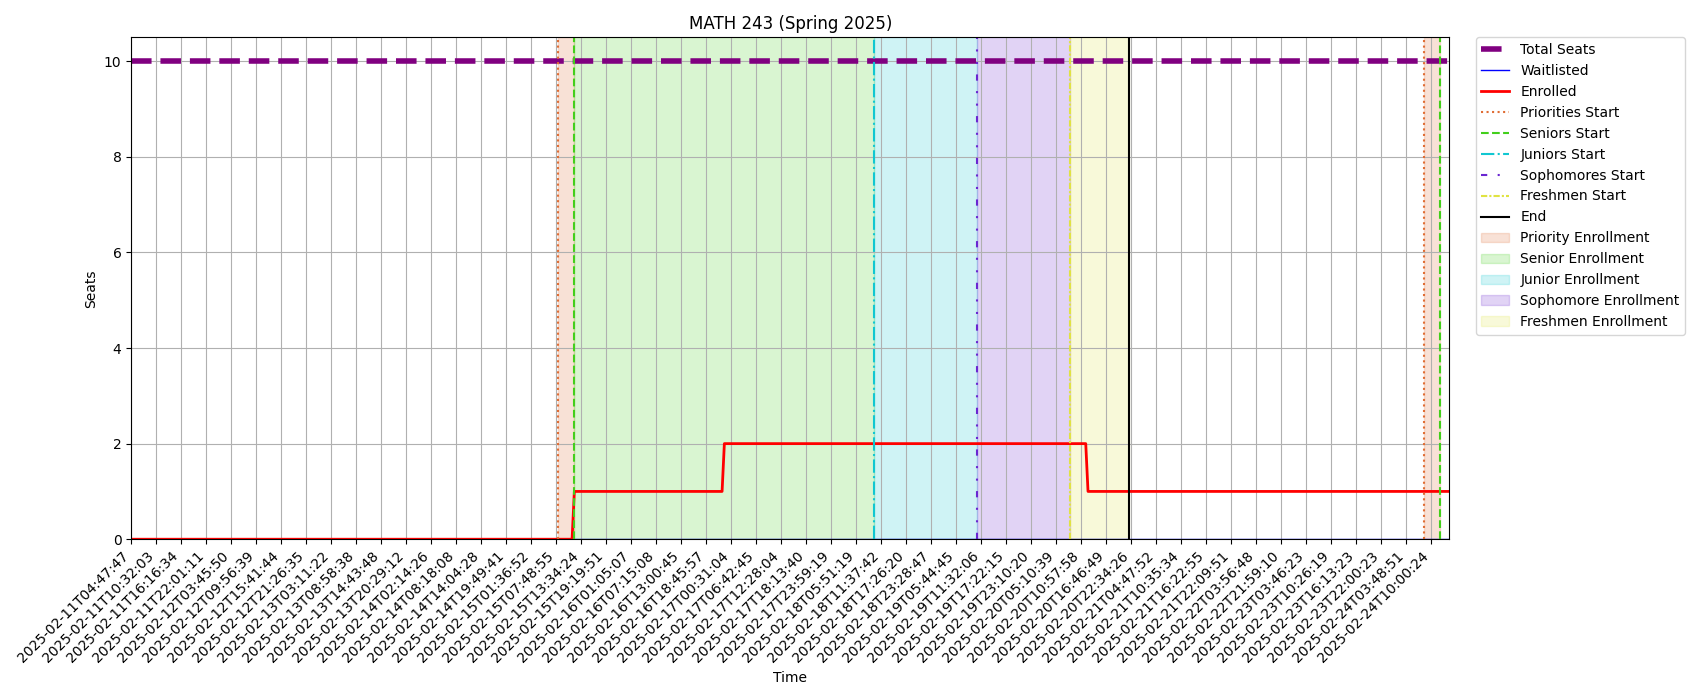 MATH 243 (Spring 2025)
Seats
10
8
6
4
2
0
2025-02-11T04:47:47
2025-02-11T10:32:03
2025-02-11T16:16:34
2025-02-11T22:01:11
2025-02-12T03:45:50
2025-02-12T09:56:39
2025-02-12T15:41:44
2025-02-12T21:26:35
2025-02-13T03:11:22
2025-02-13T08:58:38
2025-02-13T14:43:48
2025-02-13T20:29:12
2025-02-14T02:14:26
2025-02-14T08:18:08
2025-02-14T14:04:28
2025-02-14T19:49:41
2025-02-15T01:36:52
2025-02-15T07:48:55
2025-02-15T13:34:24
2025-02-15T19:19:51
2025-02-16T01:05:07
2025-02-16T07:15:08
2025-02-16T13:00:45
2025-02-16T18:45:57
2025-02-17T00:31:04
2025-02-17T06:42:45
2025-02-17T12:28:04
2025-02-17T18:13:40
2025-02-17T23:59:19
2025-02-18T05:51:19
2025-02-18T11:37:42
2025-02-18T17:26:20
2025-02-18T23:28:47
2025-02-19T05:44:45
2025-02-19T11:32:06
2025-02-19T17:22:15
2025-02-19T23:10:20
2025-02-20T05:10:39
2025-02-20T10:57:58
2025-02-20T16:46:49
2025-02-20T22:34:26
2025-02-21T04:47:52
2025-02-21T10:35:34
2025-02-21T16:22:55
2025-02-21T22:09:51
2025-02-22T03:56:48
2025-02-22T21:59:10
2025-02-23T03:46:23
2025-02-23T10:26:19
2025-02-23T16:13:23
2025-02-23T22:00:23
2025-02-24T03:48:51
2025-02-24T10:00:24
Time
Total Seats
Waitlisted
Enrolled
Priorities Start
Seniors Start
Juniors Start
Sophomores Start
Freshmen Start
End
Priority Enrollment
Senior Enrollment
Junior Enrollment
Sophomore Enrollment
Freshmen Enrollment